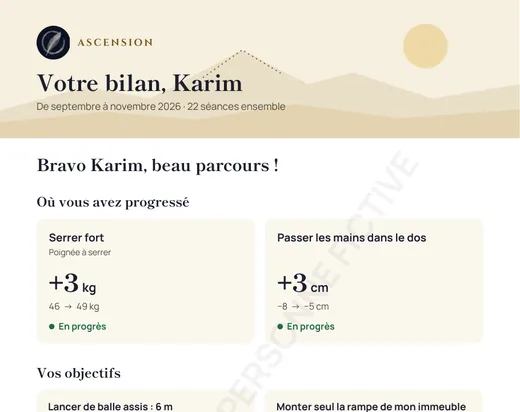 ASCENSION
Votre bilan, Karim
De septembre à novembre 2026 · 22 séances ensemble
Bravo Karim, beau parcours !
Où vous avez progressé
Serrer fort
Poignée à serrer
+3 kg
46 → 49 kg
En progrès
Passer les mains dans le dos
+3 cm
−8 → −5 cm
En progrès
PERSONNE FICTIVE
Vos objectifs
Lancer de balle assis : 6 m
Monter seul la rampe de mon immeuble